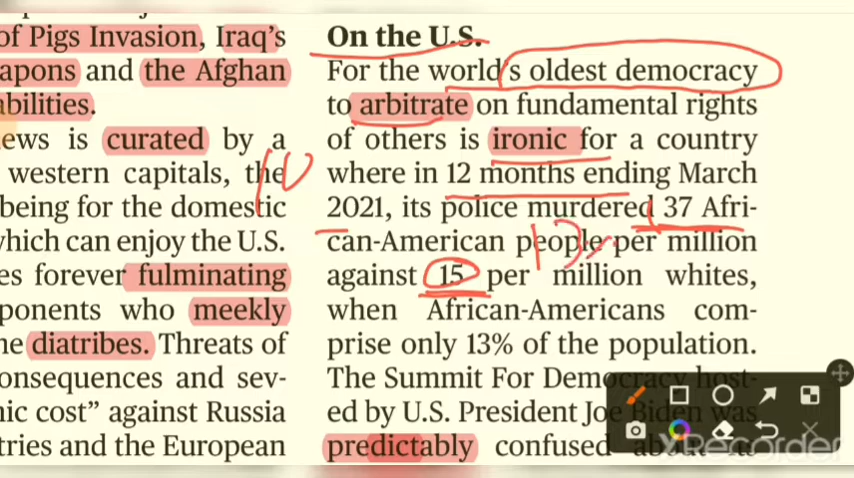 of Pigs Invasion, Iraq's
apons and the Afghan
abilities.
ews is curated by a
western capitals, the
being for the domestic
which can enjoy the U.S.
es forever fulminating
ponents who meekly
diatribes. Threats of
onsequences and sev-
cost” against Russia
tries and the European
On the U.S.
For the world's oldest democracy
to arbitrate on fundamental rights
of others is ironic for a country
where in 12 months ending March
2021, its police murdered 37 Afri-
can-American people per million
against 15 per million whites,
when African-Americans com-
prise only 13% of the population.
The Summit For Democracy host-
ed by U.S. President Joe Biden was
predictably confused
XRecorder